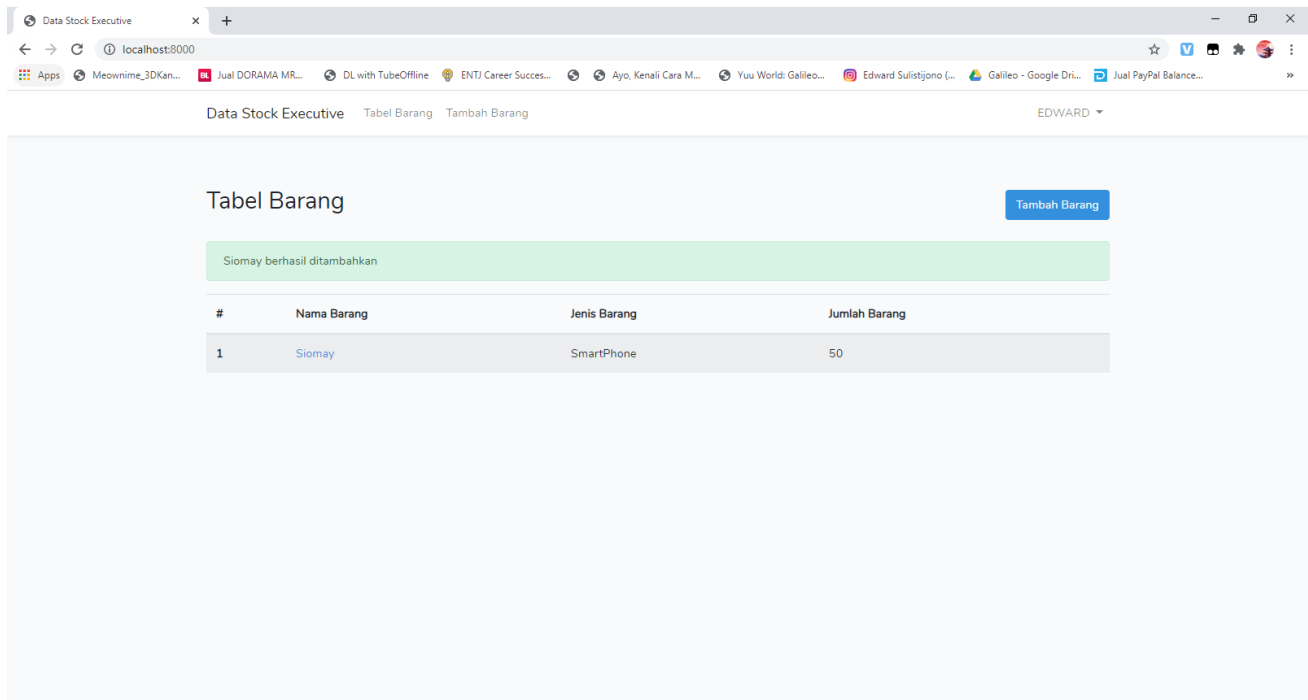 Data Stock Executive
localhost:8000
Apps Meownime_3DKan... BL Jual DORAMA MR... DL with TubeOffline ENTJ Career Succes... Ayo, Kenali Cara M... Yuu World: Galileo... Edward Sulistijono (... Galileo - Google Dri... Jual PayPal Balance... »
Data Stock Executive Tabel Barang Tambah Barang EDWARD
Tabel Barang Tambah Barang
Siomay berhasil ditambahkan
# Nama Barang Jenis Barang Jumlah Barang
1 Siomay SmartPhone 50